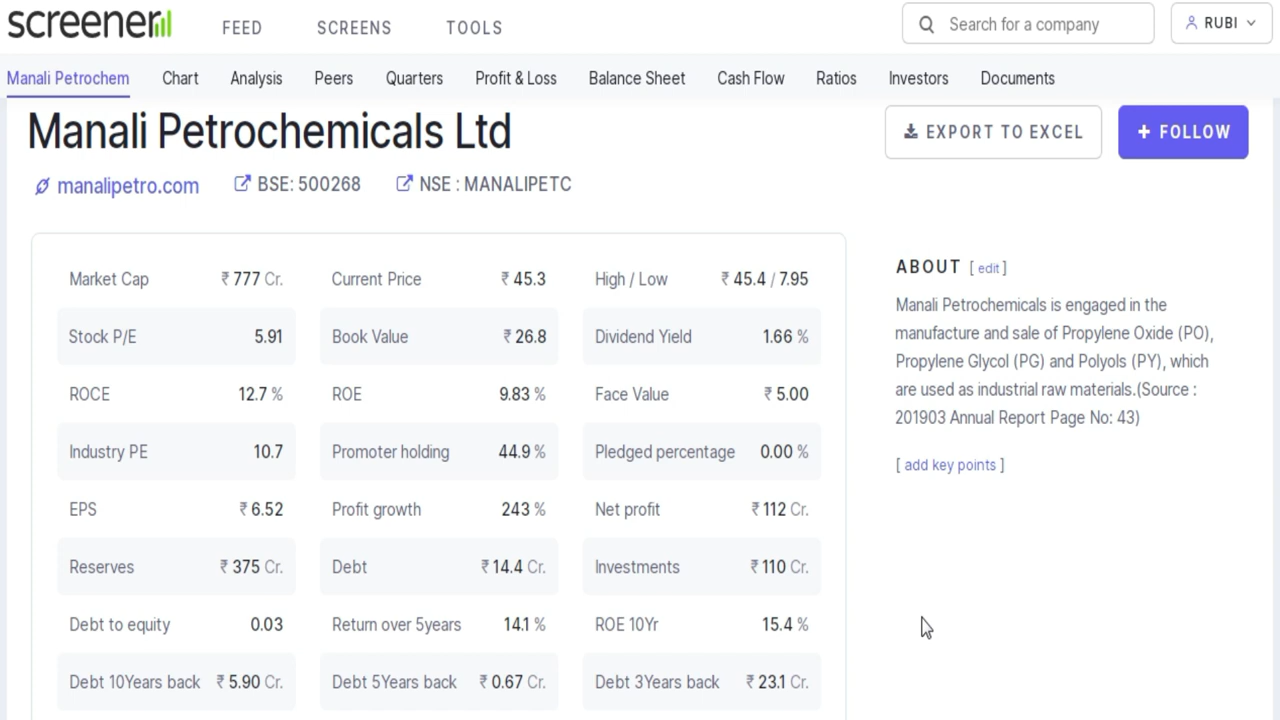 screener FEED SCREENS TOOLS Search for a company RUBI
Manali Petrochem Chart Analysis Peers Quarters Profit & Loss Balance Sheet Cash Flow Ratios Investors Documents
Manali Petrochemicals Ltd EXPORT TO EXCEL + FOLLOW
manalipetro.com BSE: 500268 NSE : MANALIPETC
Market Cap ₹ 777 Cr. Current Price ₹ 45.3 High / Low ₹ 45.4 / 7.95
Stock P/E 5.91 Book Value ₹ 26.8 Dividend Yield 1.66 %
ROCE 12.7 % ROE 9.83 % Face Value ₹ 5.00
Industry PE 10.7 Promoter holding 44.9 % Pledged percentage 0.00 %
EPS ₹ 6.52 Profit growth 243 % Net profit ₹ 112 Cr.
Reserves ₹ 375 Cr. Debt ₹ 14.4 Cr. Investments ₹ 110 Cr.
Debt to equity 0.03 Return over 5years 14.1 % ROE 10Yr 15.4 %
Debt 10Years back ₹ 5.90 Cr. Debt 5Years back ₹ 0.67 Cr. Debt 3Years back ₹ 23.1 Cr.
ABOUT [ edit ]
Manali Petrochemicals is engaged in the
manufacture and sale of Propylene Oxide (PO),
Propylene Glycol (PG) and Polyols (PY), which
are used as industrial raw materials.(Source :
201903 Annual Report Page No: 43)
[ add key points ]